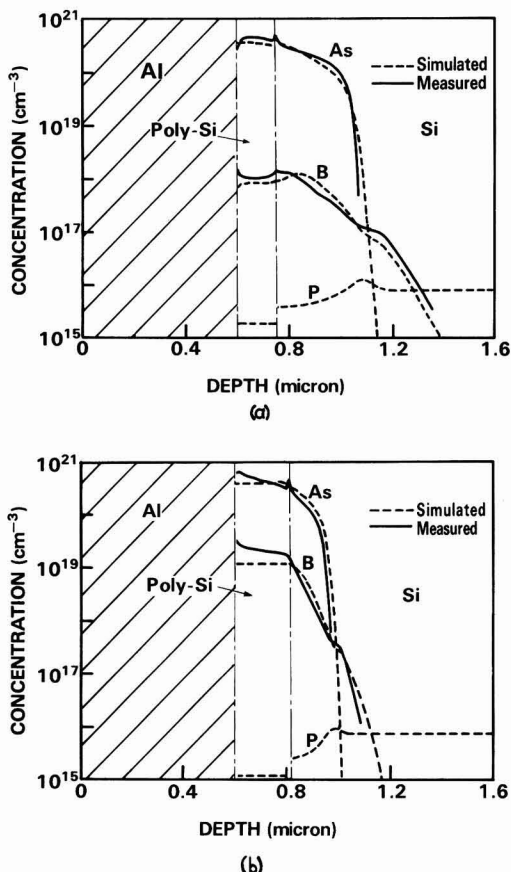 10²¹
10¹⁹
10¹⁷
10¹⁵
CONCENTRATION (cm⁻³)
Al
Poly-Si
As
B
P
Si
Simulated
Measured
0
0.4
0.8
1.2
1.6
DEPTH (micron)
(a)
10²¹
10¹⁹
10¹⁷
10¹⁵
CONCENTRATION (cm⁻³)
Al
Poly-Si
As
B
P
Si
Simulated
Measured
0
0.4
0.8
1.2
1.6
DEPTH (micron)
(b)